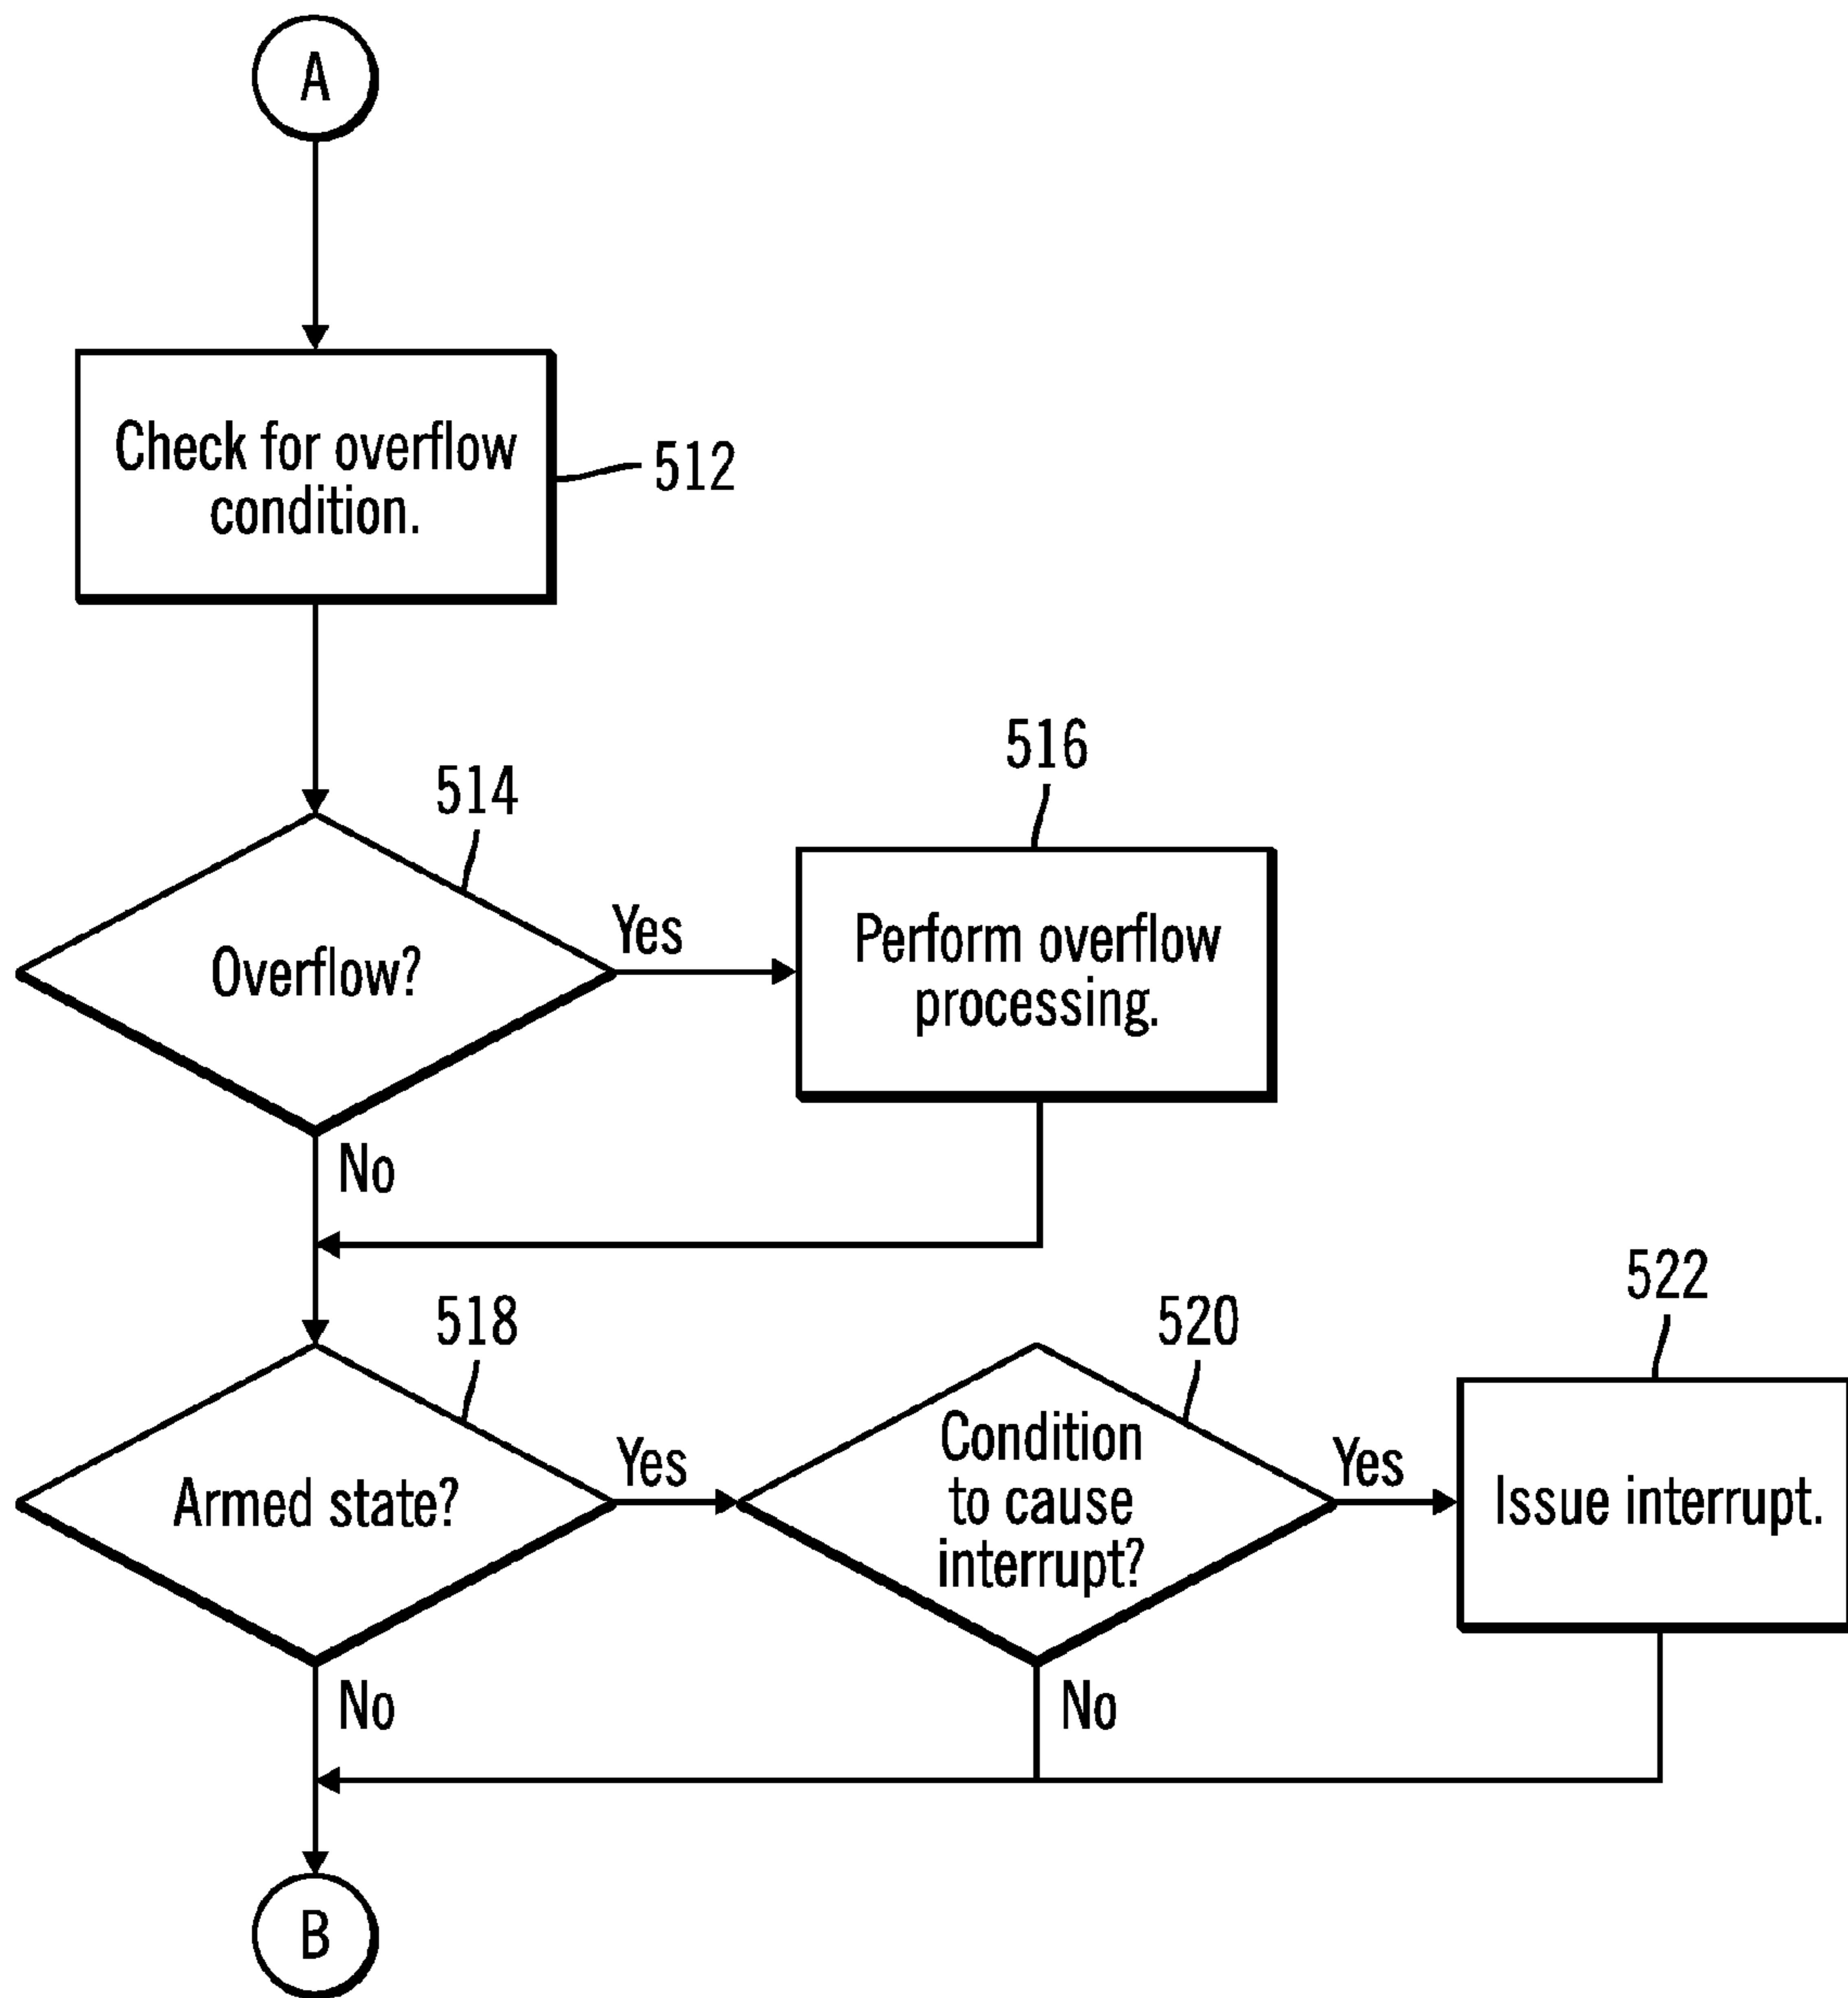 A
Check for overflow
condition.
512
514
516
Overflow?
Yes
Perform overflow
processing.
No
518
520
522
Armed state?
Yes
Condition
to cause
interrupt?
Yes
Issue interrupt.
No
No
B